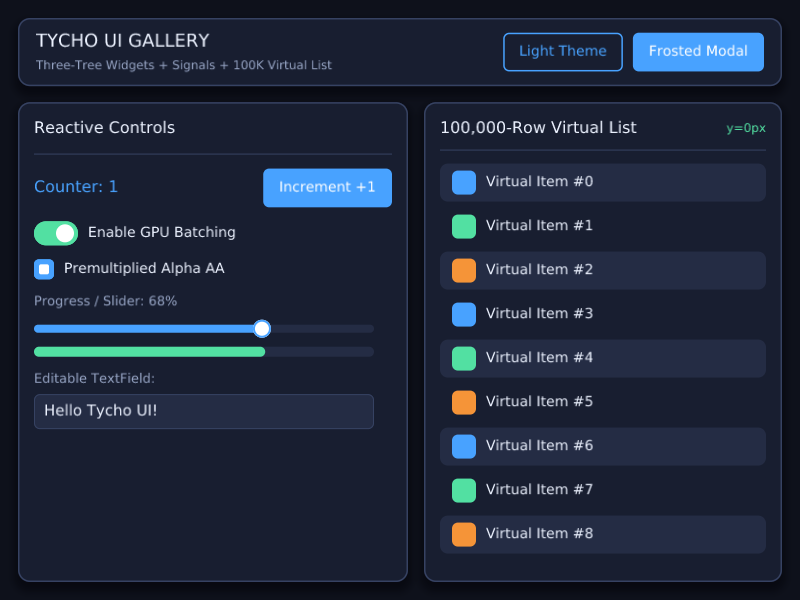 TYCHO UI GALLERY
Three-Tree Widgets + Signals + 100K Virtual List
Light Theme
Frosted Modal
Reactive Controls
Counter: 1
Increment +1
Enable GPU Batching
Premultiplied Alpha AA
Progress / Slider: 68%
Editable TextField:
Hello Tycho UI!
100,000-Row Virtual List
y=0px
Virtual Item #0
Virtual Item #1
Virtual Item #2
Virtual Item #3
Virtual Item #4
Virtual Item #5
Virtual Item #6
Virtual Item #7
Virtual Item #8